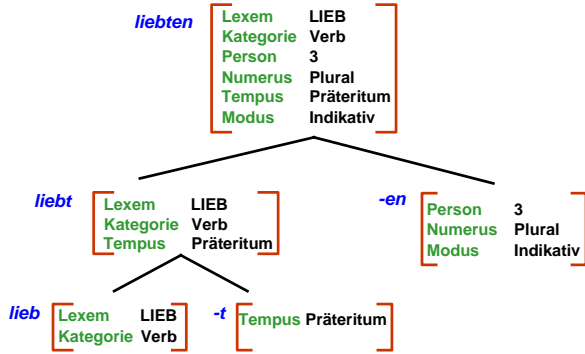 liebten
Lexem LIEB
Kategorie Verb
Person 3
Numerus Plural
Tempus Präteritum
Modus Indikativ
liebt
Lexem LIEB
Kategorie Verb
Tempus Präteritum
-en
Person 3
Numerus Plural
Modus Indikativ
lieb
Lexem LIEB
Kategorie Verb
-t
Tempus Präteritum